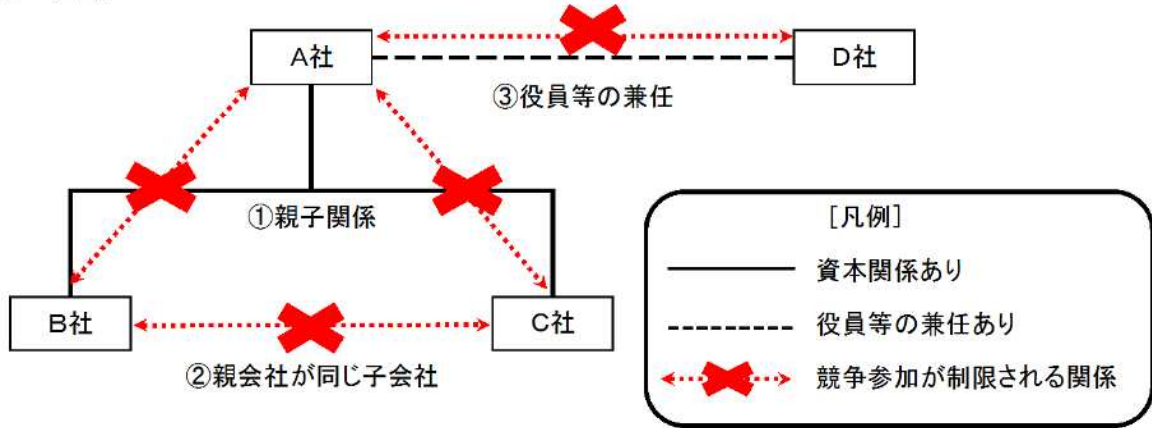 A社
D社
③役員等の兼任
①親子関係
B社
C社
②親会社が同じ子会社
[凡例]
資本関係あり
役員等の兼任あり
競争参加が制限される関係